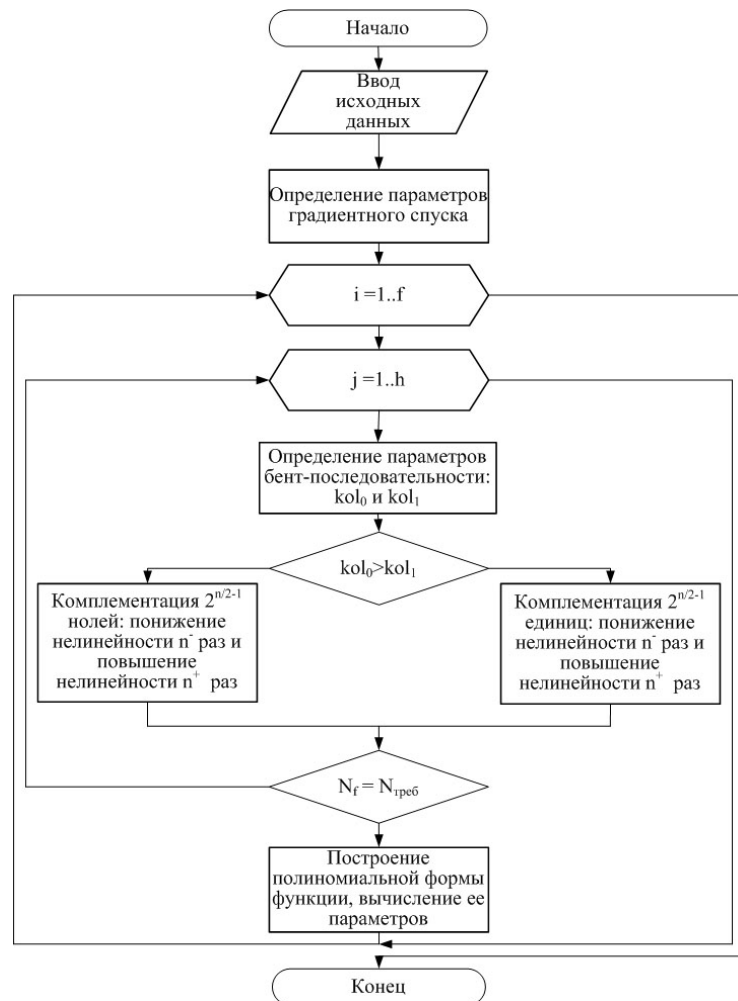 Начало
Ввод
исходных
данных
Определение параметров
градиентного спуска
i =1..f
j =1..h
Определение параметров
бент-последовательности:
kol₀ и kol₁
kol₀>kol₁
Комплементация 2ⁿ/²⁻¹
нолей: понижение
нелинейности n⁻ раз и
повышение
нелинейности n⁺ раз
Комплементация 2ⁿ/²⁻¹
единиц: понижение
нелинейности n⁻ раз и
повышение
нелинейности n⁺ раз
N_f = N_треб
Построение
полиномиальной формы
функции, вычисление ее
параметров
Конец